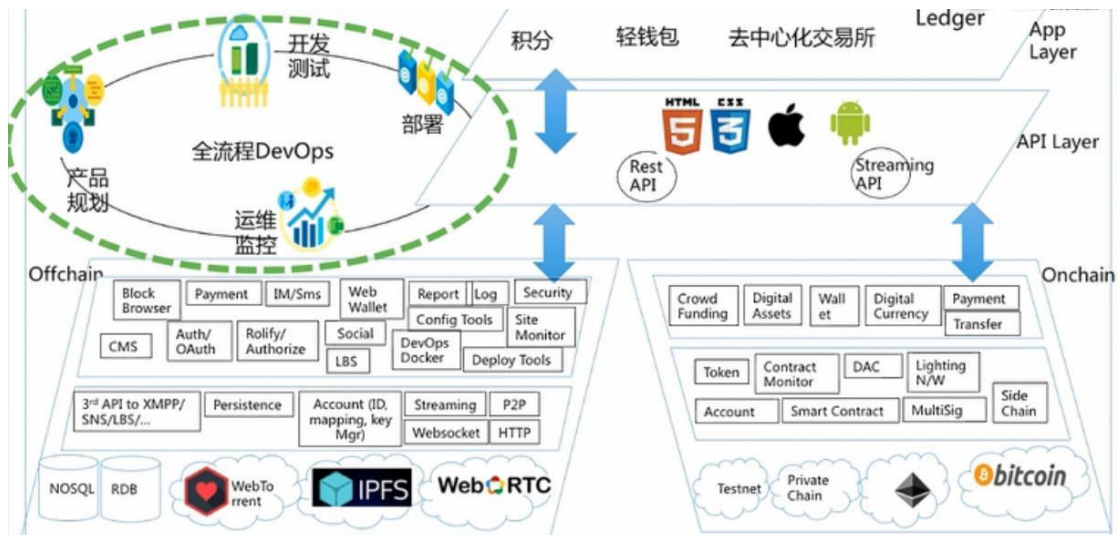 Ledger
App
Layer
积分
轻钱包
去中心化交易所
开发
测试
部署
全流程DevOps
产品
规划
运维
监控
HTML
5
CSS
3
Rest
API
Streaming
API
API Layer
Offchain
Block
Browser
Payment
IM/Sms
Web
Wallet
Report
Log
Security
Config Tools
Site
Monitor
CMS
Auth/
OAuth
Rolify/
Authorize
Social
LBS
DevOps
Docker
Deploy Tools
3rd API to XMPP/
SNS/LBS/...
Persistence
Account (ID,
mapping, key
Mgr)
Streaming
P2P
Websocket
HTTP
NOSQL
RDB
WebTo
rrent
IPFS
WebRTC
Onchain
Crowd
Funding
Digital
Assets
Wall
et
Digital
Currency
Payment
Transfer
Token
Contract
Monitor
DAC
Lighting
N/W
Account
Smart Contract
MultiSig
Side
Chain
Testnet
Private
Chain
bitcoin